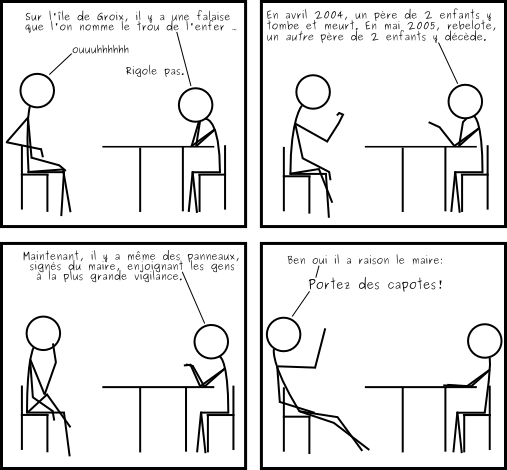 Sur l'île de Groix, il y a une falaise
que l'on nomme le trou de l'enfer …
ouuuhhhhhh
Rigole pas.
En avril 2004, un père de 2 enfants y
tombe et meurt. En mai 2005, rebelote,
un autre père de 2 enfants y décède.
Maintenant, il y a même des panneaux,
signés du maire, enjoignant les gens
à la plus grande vigilance.
Ben oui il a raison le maire:
Portez des capotes!